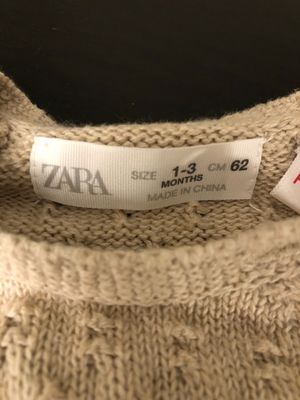 ZARA
SIZE 1-3 MONTHS CM 62
MADE IN CHINA